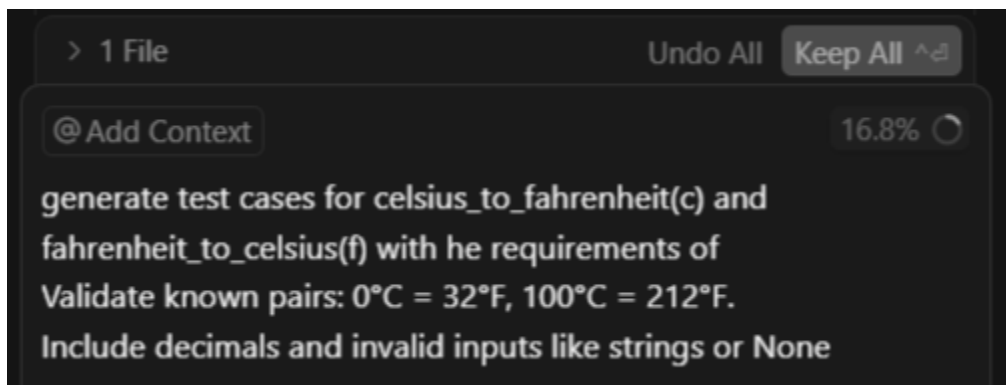 > 1 File Undo All Keep All ^⏎
@ Add Context 16.8%
generate test cases for celsius_to_fahrenheit(c) and
fahrenheit_to_celsius(f) with he requirements of
Validate known pairs: 0°C = 32°F, 100°C = 212°F.
Include decimals and invalid inputs like strings or None